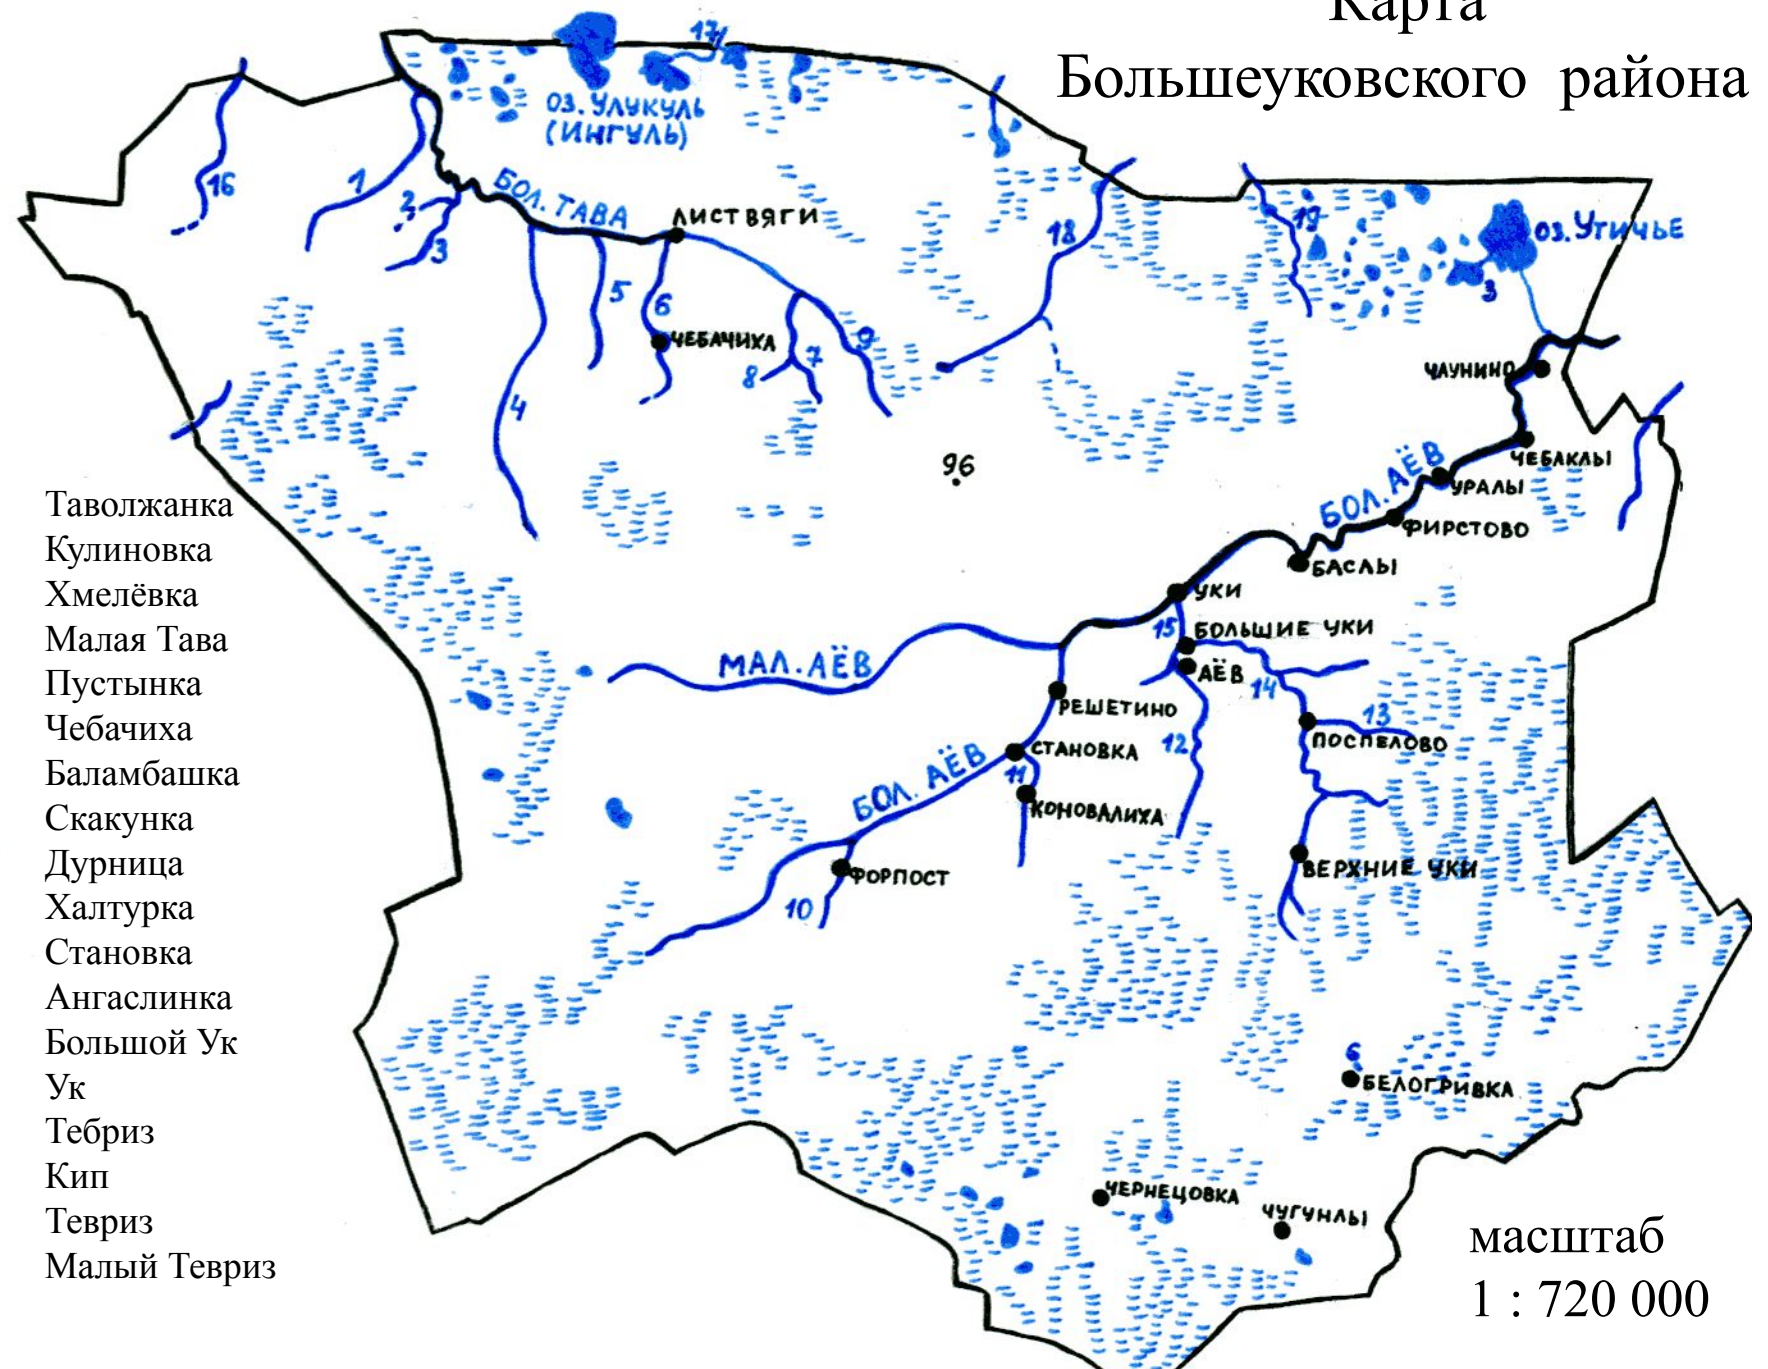 Карта
Большеуковского района
17
ОЗ. УЛУКУЛЬ
(ИНГУЛЬ)
16
1
2
3
БОЛ. ТАВА
ЛИСТВЯГИ
18
19
ОЗ. УТИЧЬЕ
3
5
6
ЧЕБАЧИХА
4
8
7
9
ЧАУНИНО
96
ЧЕБАКЛЫ
БОЛ. АЁВ
УРАЛЫ
ФИРСТОВО
БАСЛЫ
УКИ
15
БОЛЬШИЕ УКИ
МАЛ. АЁВ
АЁВ
14
РЕШЕТИНО
13
ПОСПЕЛОВО
12
СТАНОВКА
БОЛ. АЁВ
11
КОНОВАЛИХА
ФОРПОСТ
ВЕРХНИЕ УКИ
10
6
БЕЛОГРИВКА
ЧЕРНЕЦОВКА
ЧУГУНЛЫ
Таволжанка
Кулиновка
Хмелёвка
Малая Тава
Пустынка
Чебачиха
Баламбашка
Скакунка
Дурница
Халтурка
Становка
Ангаслинка
Большой Ук
Ук
Тебриз
Кип
Тевриз
Малый Тевриз
масштаб
1 : 720 000